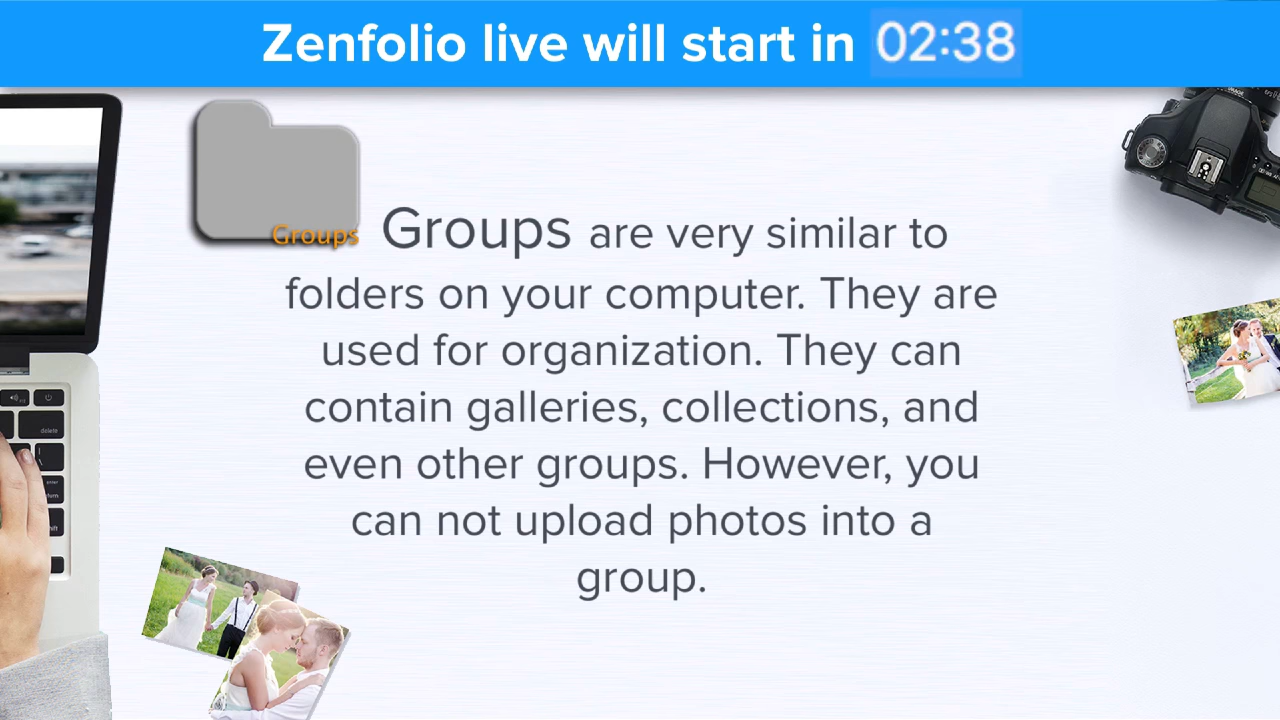 Zenfolio live will start in 02:38
Groups
Groups are very similar to
folders on your computer. They are
used for organization. They can
contain galleries, collections, and
even other groups. However, you
can not upload photos into a
group.
delete